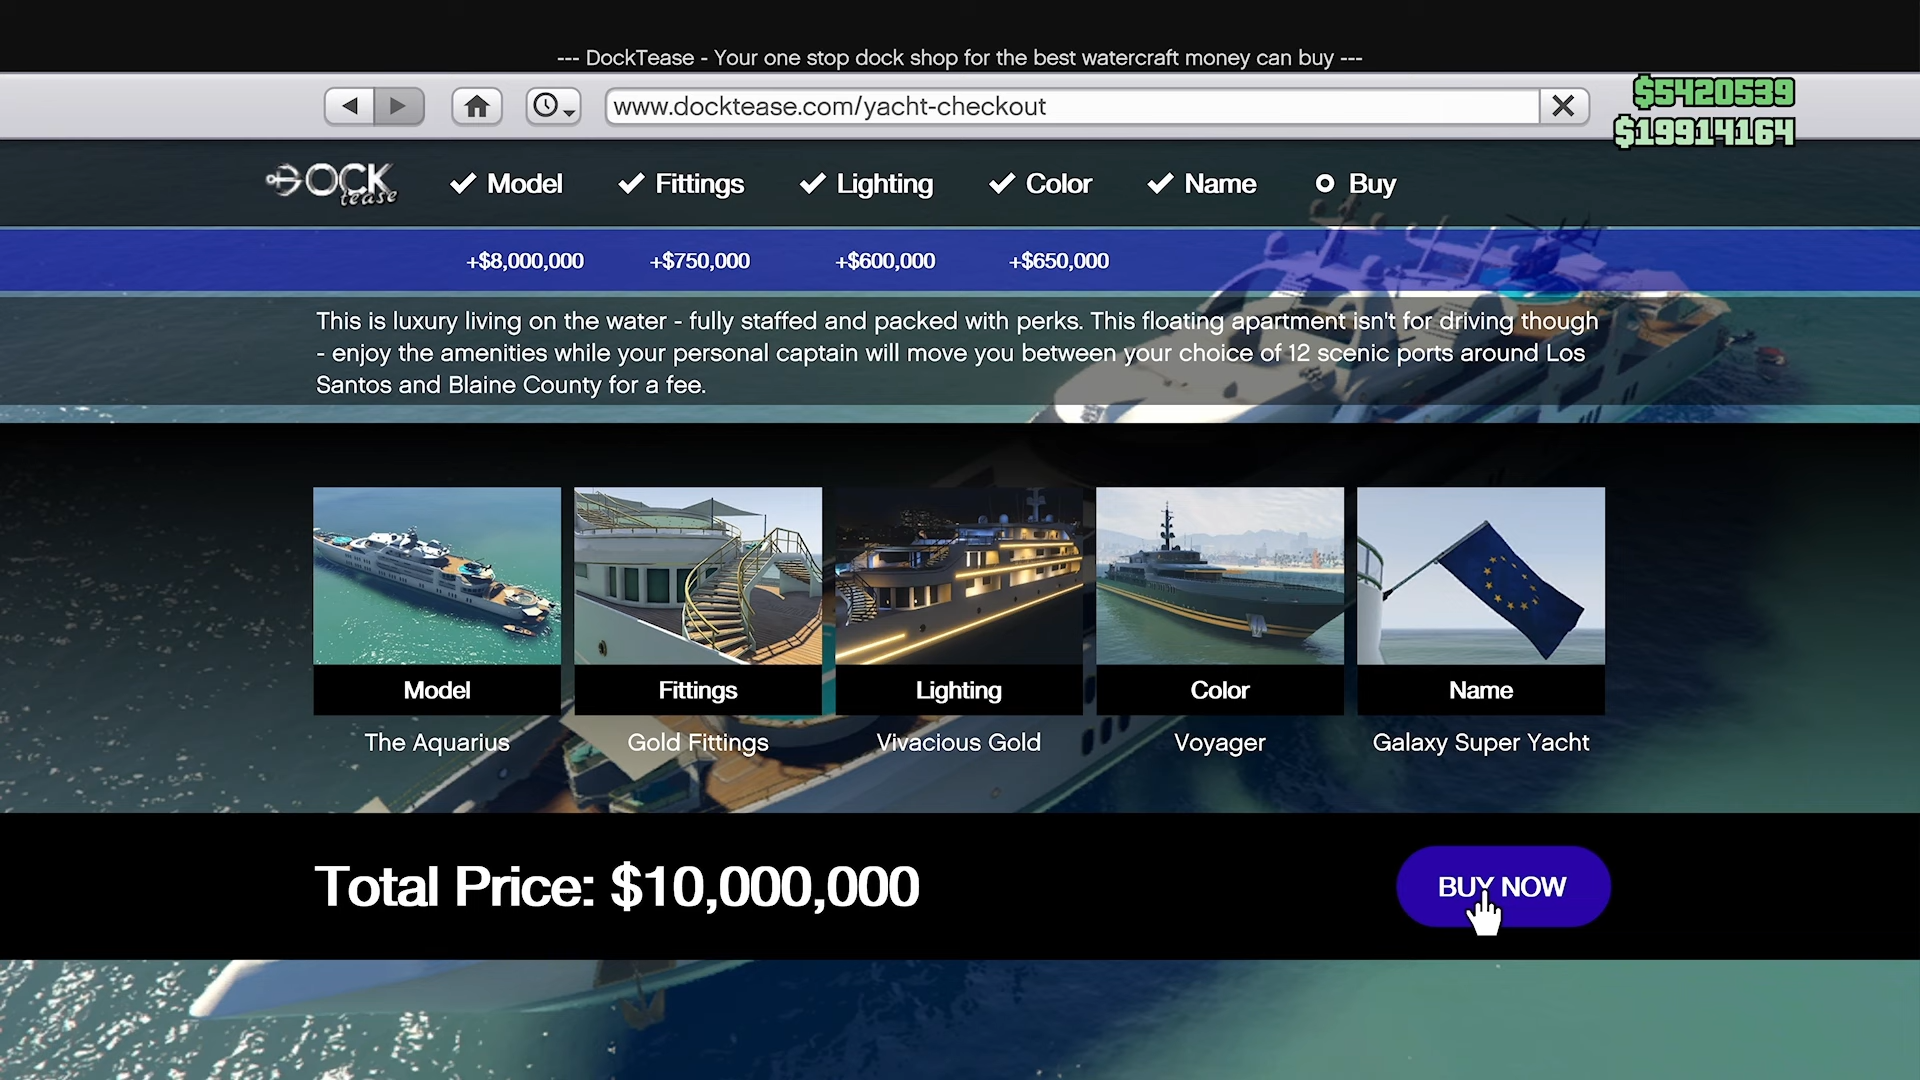 --- DockTease - Your one stop dock shop for the best watercraft money can buy ---
www.docktease.com/yacht-checkout
$5420539
$19914164
DOCK
tease
Model
Fittings
Lighting
Color
Name
Buy
+$8,000,000
+$750,000
+$600,000
+$650,000
This is luxury living on the water - fully staffed and packed with perks. This floating apartment isn't for driving though
- enjoy the amenities while your personal captain will move you between your choice of 12 scenic ports around Los
Santos and Blaine County for a fee.
Model
Fittings
Lighting
Color
Name
The Aquarius
Gold Fittings
Vivacious Gold
Voyager
Galaxy Super Yacht
Total Price: $10,000,000
BUY NOW